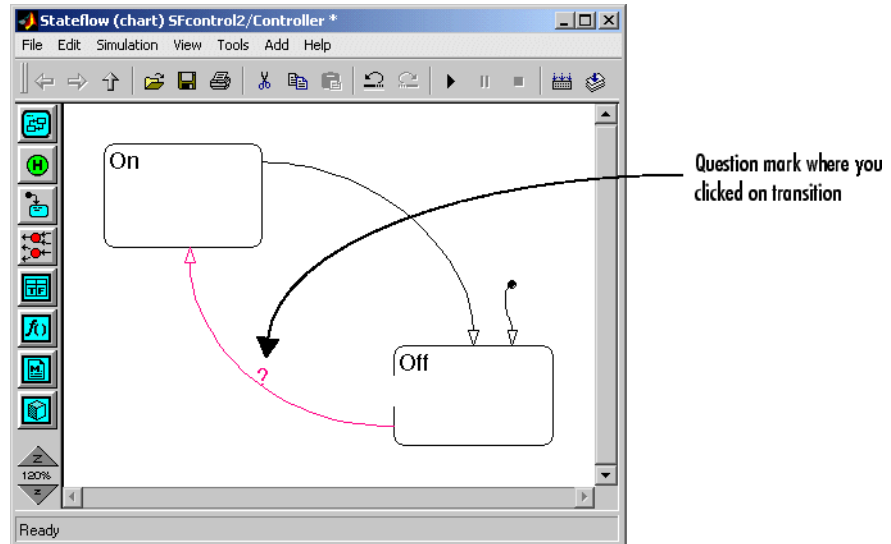 Stateflow (chart) SFcontrol2/Controller *
File Edit Simulation View Tools Add Help
On
Question mark where you
clicked on transition
?
Off
H
T F
f()
M
Z
120%
z
Ready